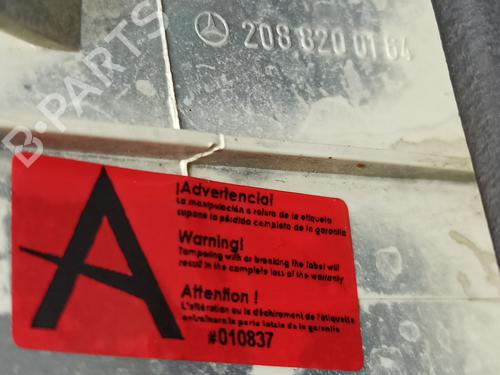 208 820 01 64
B-PARTS
A
¡Advertencia!
La manipulación o rotura de la etiqueta
supone la pérdida completa de la garantía
Warning!
Tampering with or breaking the label will
result in the complete loss of the warranty
Attention !
L'altération ou le déchirement de l'étiquette
entraînera la perte totale de la garantie
#010837